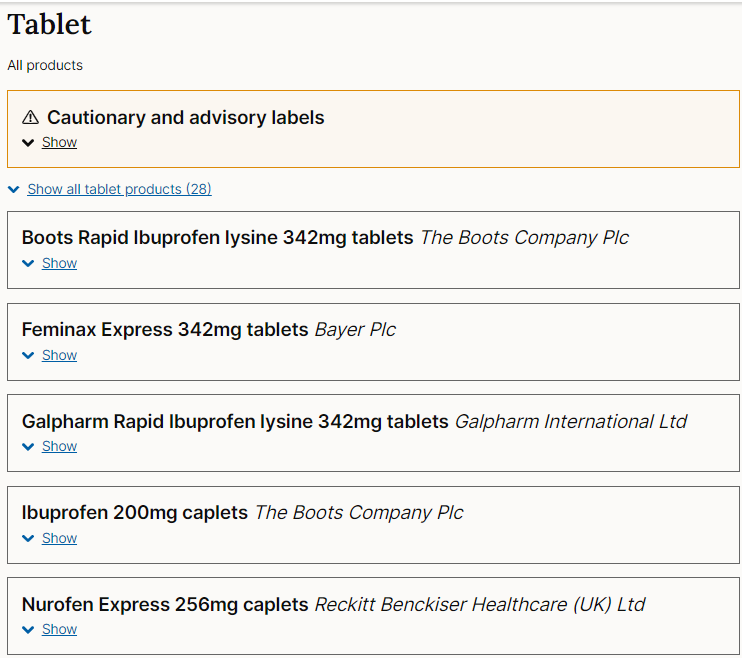 Tablet
All products
Cautionary and advisory labels
Show
Show all tablet products (28)
Boots Rapid Ibuprofen lysine 342mg tablets The Boots Company Plc
Show
Feminax Express 342mg tablets Bayer Plc
Show
Galpharm Rapid Ibuprofen lysine 342mg tablets Galpharm International Ltd
Show
Ibuprofen 200mg caplets The Boots Company Plc
Show
Nurofen Express 256mg caplets Reckitt Benckiser Healthcare (UK) Ltd
Show